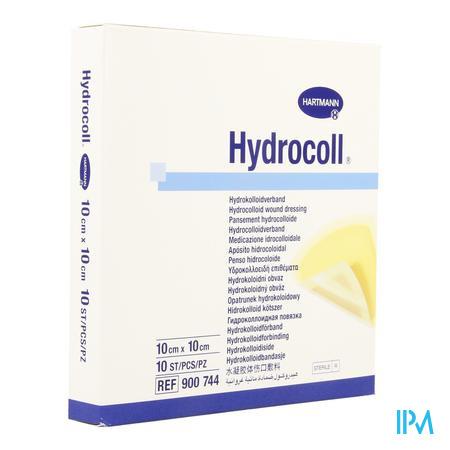 HARTMANN
Hydrocoll®
Hydrokolloidverband
Hydrocolloid wound dressing
Pansement hydrocolloïde
Hydrocolloidverband
Medicazione idrocolloidale
Apósito hidrocoloidal
Penso hidrocoloide
Υδροκολλοειδή επιθέματα
Hydrokoloidní obvaz
Hydrokoloidný obväz
Opatrunek hydrokoloidowy
Hidrokolloid kötszer
Гидроколлоидная повязка
Hydrokolloidförband
Hydrokolloidforbinding
Hydrokolloidiside
Hydrokolloidbandasje
水凝胶体伤口敷料
10 cm x 10 cm
10 ST/PCS/PZ
REF 900 744
STERILE R
Hydrocoll®
HARTMANN
10 cm x 10 cm
10 ST/PCS/PZ
IPM